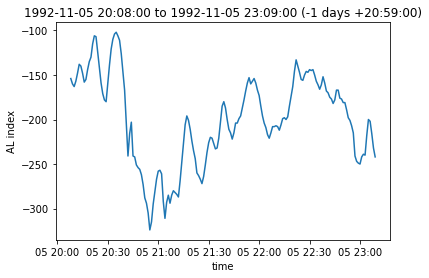 1992-11-05 20:08:00 to 1992-11-05 23:09:00 (-1 days +20:59:00)
−100
−150
−200
−250
−300
AL index
05 20:00 05 20:30 05 21:00 05 21:30 05 22:00 05 22:30 05 23:00
time